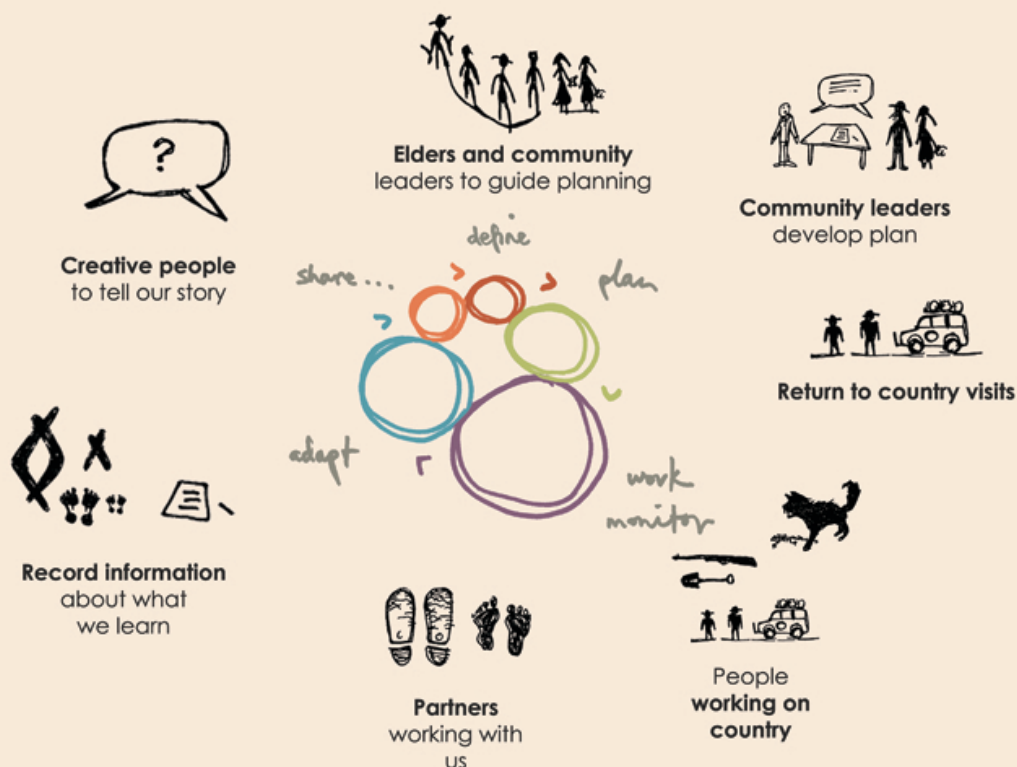 Elders and community
leaders to guide planning
Community leaders
develop plan
Return to country visits
People
working on
country
Partners
working with
us
Record information
about what
we learn
?
Creative people
to tell our story
define
plan
work
monitor
adapt
share...